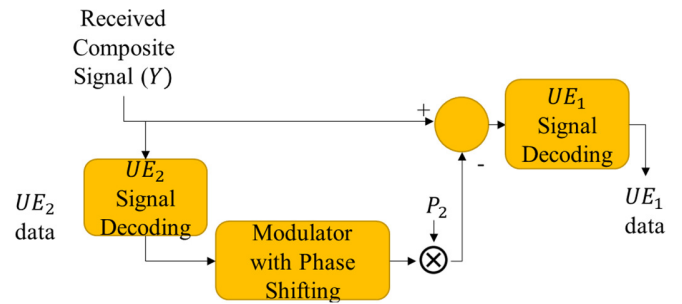 Received
Composite
Signal (Y)
+
UE₁
Signal
Decoding
-
UE₂
Signal
Decoding
UE₂
data
P₂
UE₁
data
Modulator
with Phase
Shifting